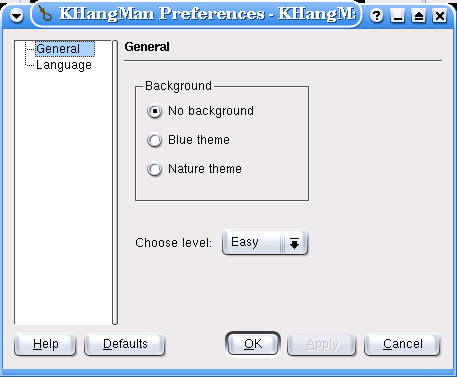 KHangMan Preferences - KHangMa
General
Language
General
Background
No background
Blue theme
Nature theme
Choose level: Easy
Help Defaults OK Apply Cancel